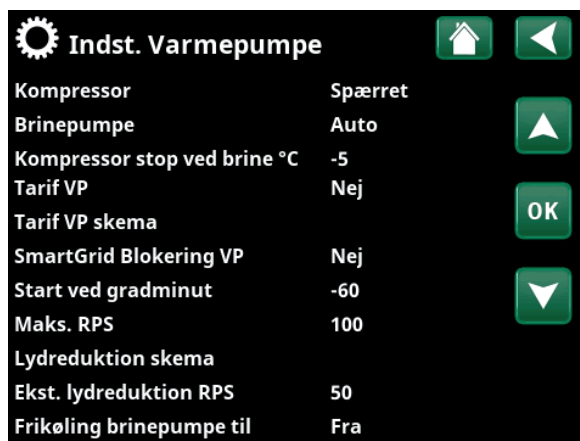 Indst. Varmepumpe
Kompressor Spærret
Brinepumpe Auto
Kompressor stop ved brine °C -5
Tarif VP Nej
Tarif VP skema
OK
SmartGrid Blokering VP Nej
Start ved gradminut -60
Maks. RPS 100
Lydreduktion skema
Ekst. lydreduktion RPS 50
Frikøling brinepumpe til Fra